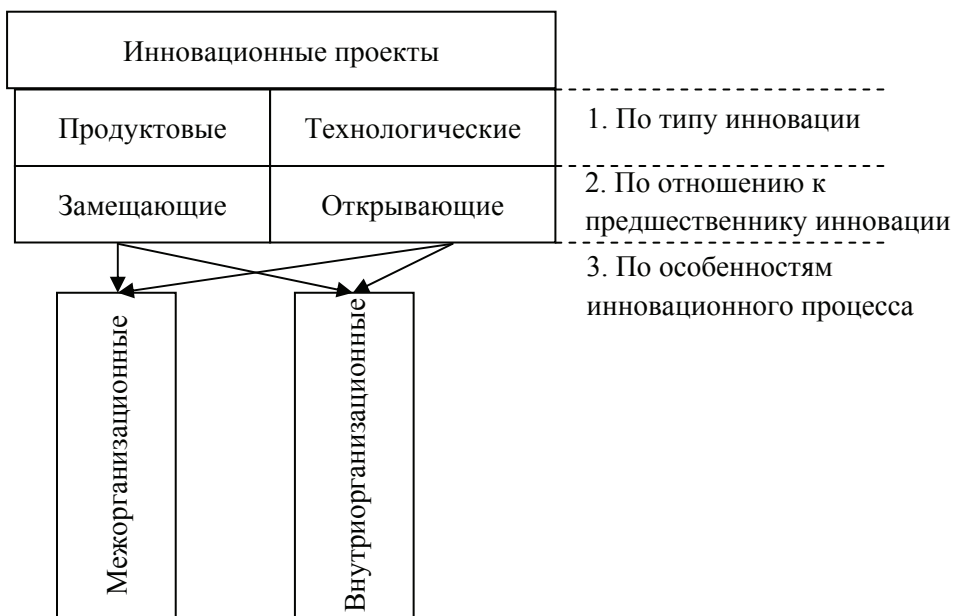 Инновационные проекты
Продуктовые
Технологические
1. По типу инновации
Замещающие
Открывающие
2. По отношению к
предшественнику инновации
3. По особенностям
инновационного процесса
Межорганизационные
Внутриорганизационные